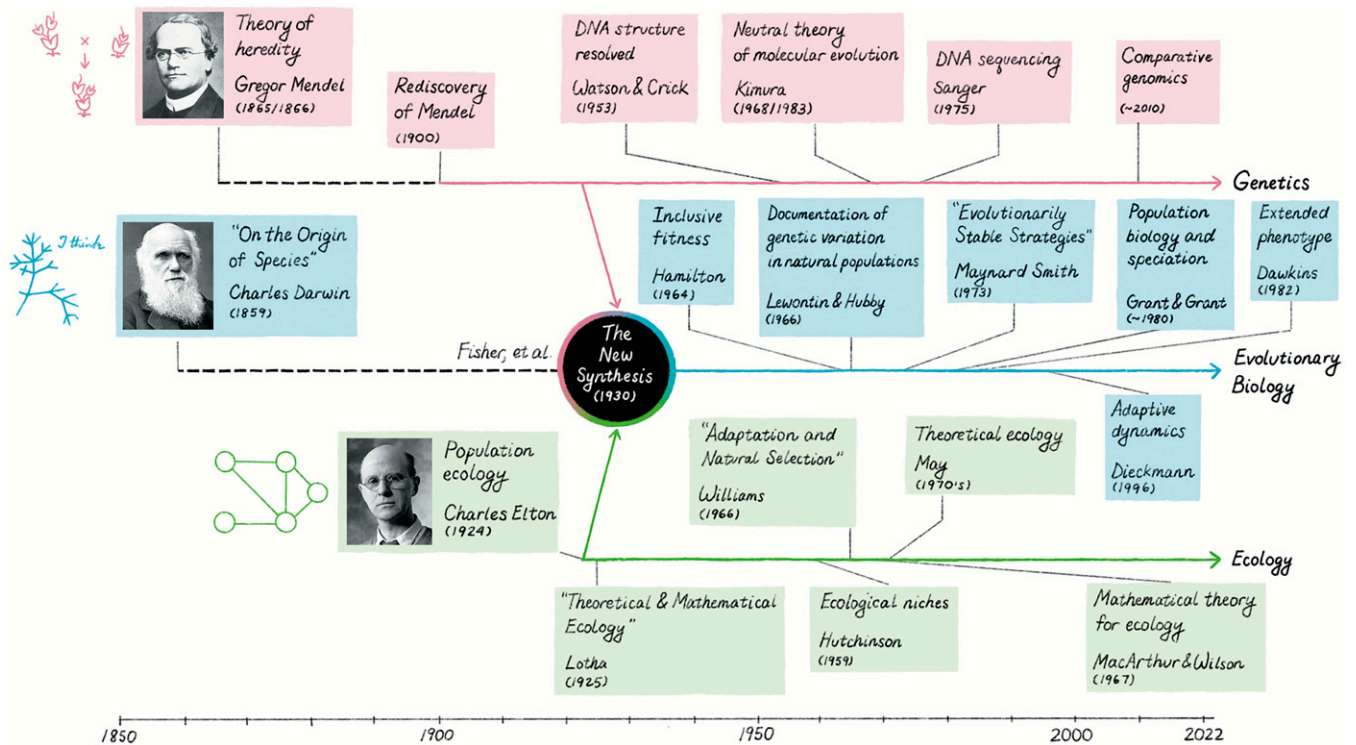 Theory of
heredity
Gregor Mendel
(1865/1866)
Rediscovery
of Mendel
(1900)
DNA structure
resolved
Watson & Crick
(1953)
Neutral theory
of molecular evolution
Kimura
(1968/1983)
DNA sequencing
Sanger
(1975)
Comparative
genomics
(~2010)
Genetics
I think
"On the Origin
of Species"
Charles Darwin
(1859)
Inclusive
fitness
Hamilton
(1964)
Documentation of
genetic variation
in natural populations
Lewontin & Hubby
(1966)
"Evolutionarily
Stable Strategies"
Maynard Smith
(1973)
Population
biology and
speciation
Grant & Grant
(~1980)
Extended
phenotype
Dawkins
(1982)
Fisher, et al.
The
New
Synthesis
(1930)
Evolutionary
Biology
Adaptive
dynamics
Dieckmann
(1996)
Population
ecology
Charles Elton
(1924)
"Adaptation and
Natural Selection"
Williams
(1966)
Theoretical ecology
May
(1970's)
Ecology
"Theoretical & Mathematical
Ecology"
Lotha
(1925)
Ecological niches
Hutchinson
(1959)
Mathematical theory
for ecology
MacArthur & Wilson
(1967)
1850 1900 1950 2000 2022